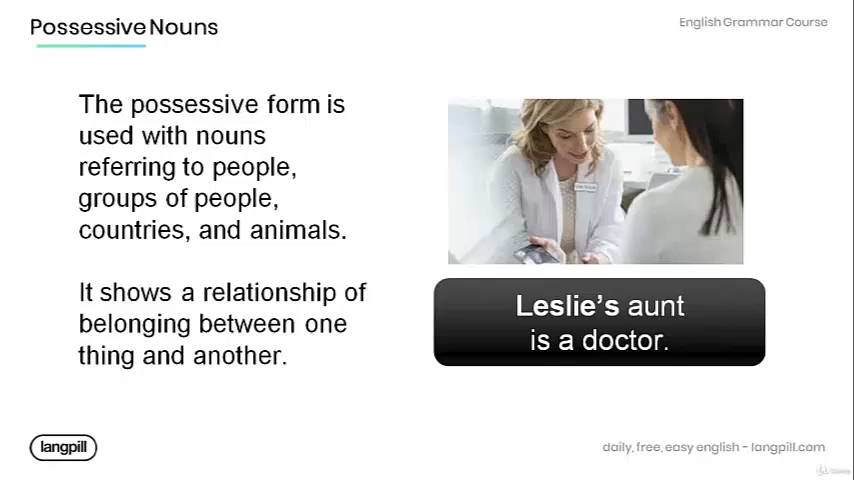 Possessive Nouns
English Grammar Course
The possessive form is
used with nouns
referring to people,
groups of people,
countries, and animals.
It shows a relationship of
belonging between one
thing and another.
Leslie’s aunt
is a doctor.
langpill
daily, free, easy english - langpill.com